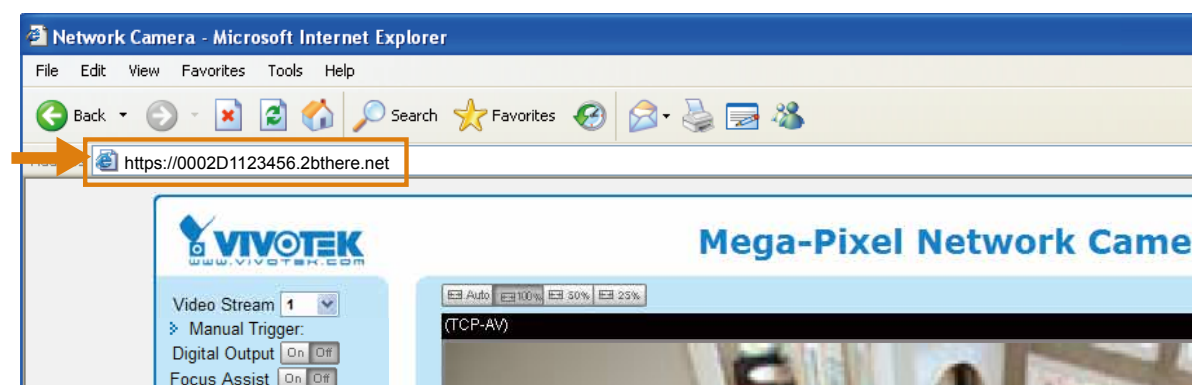 Network Camera - Microsoft Internet Explorer
File Edit View Favorites Tools Help
Back Search Favorites
https://0002D1123456.2bthere.net
VIVOTEK
www.vivotek.com
Mega-Pixel Network Came
Video Stream 1
Auto 100% 50% 25%
Manual Trigger:
(TCP-AV)
Digital Output On Off
Focus Assist On Off